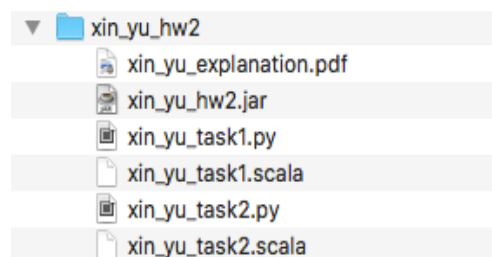 xin_yu_hw2
xin_yu_explanation.pdf
xin_yu_hw2.jar
xin_yu_task1.py
xin_yu_task1.scala
xin_yu_task2.py
xin_yu_task2.scala